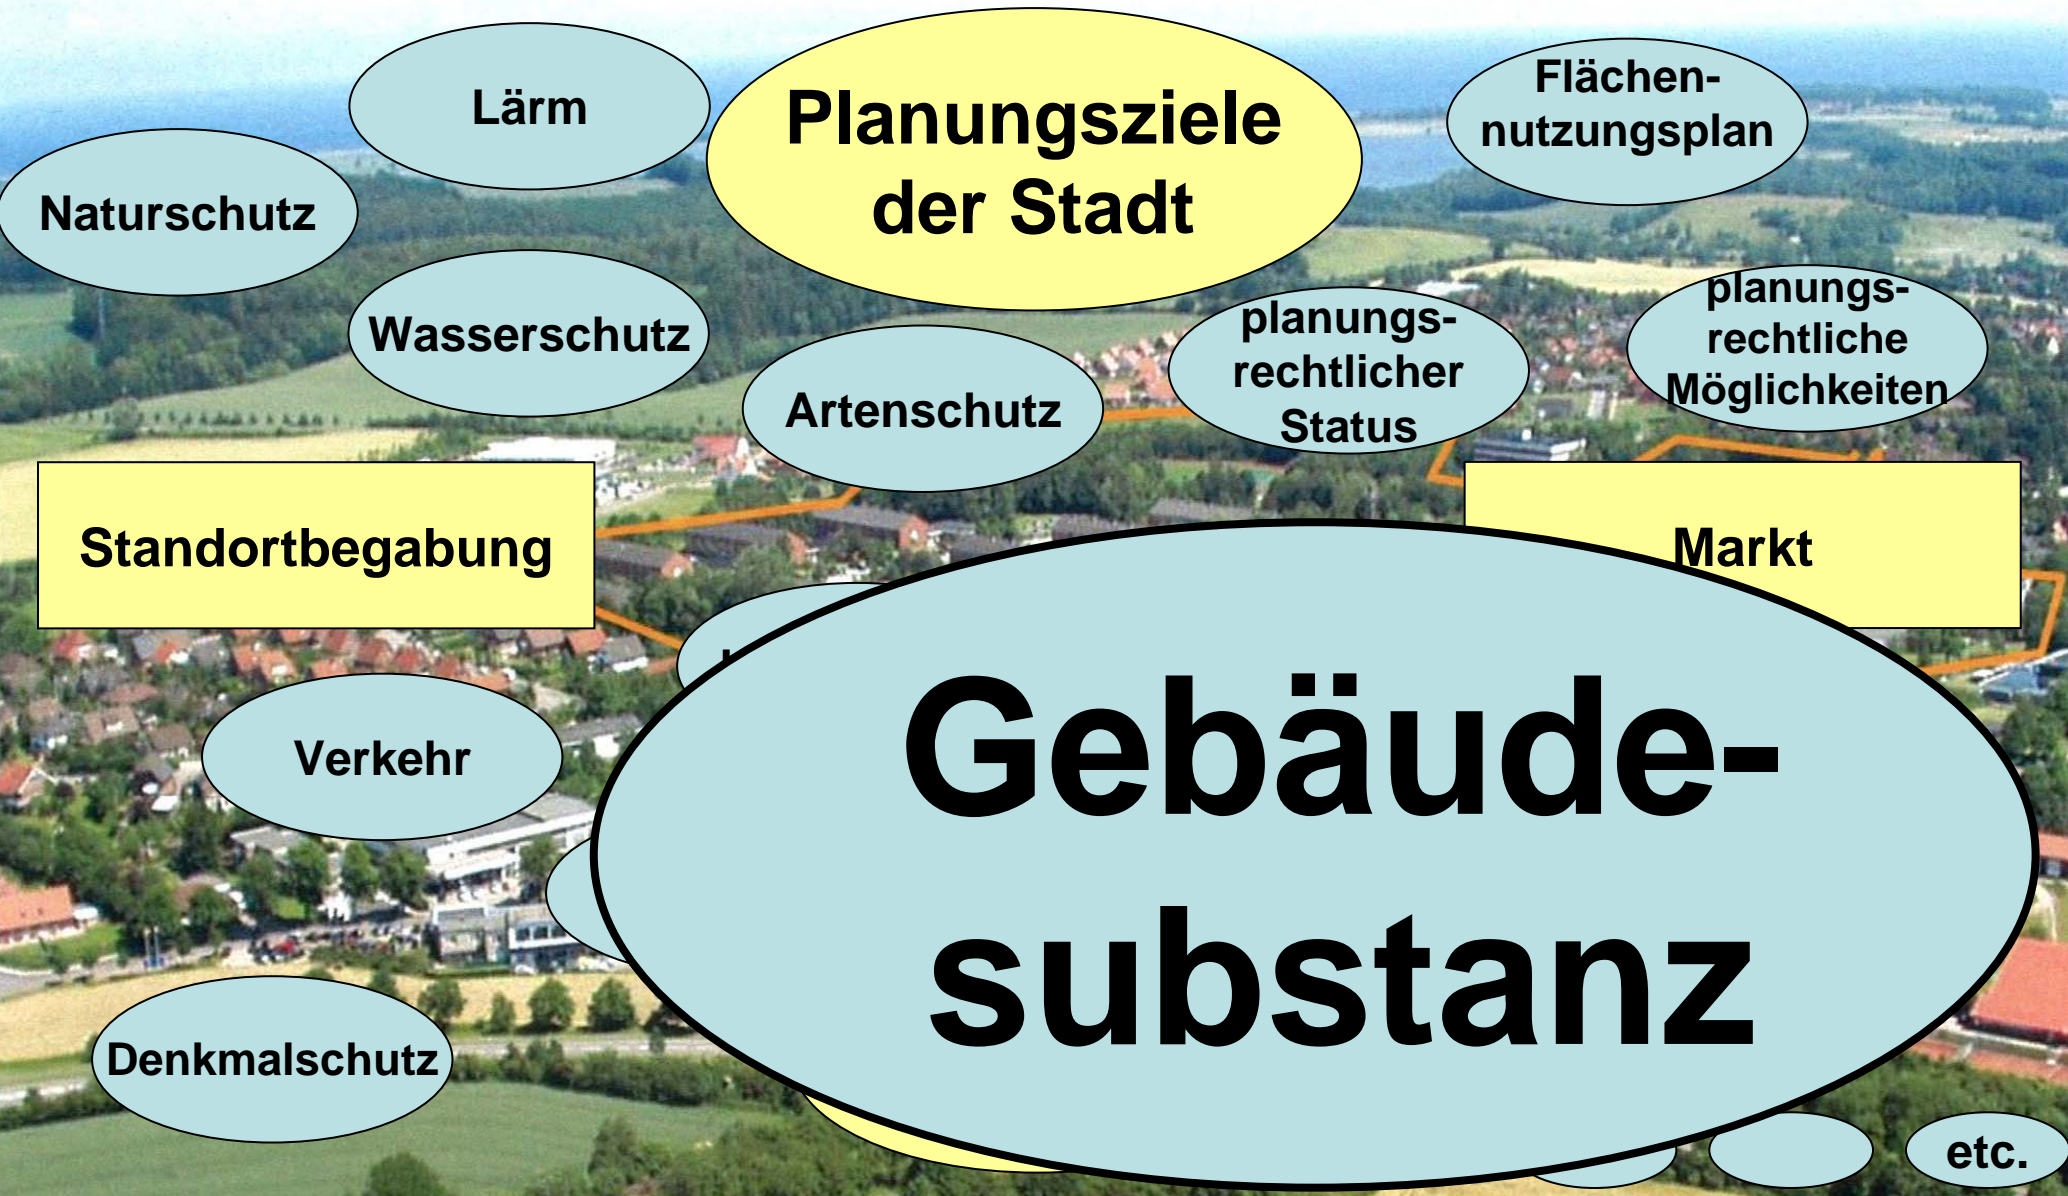 Lärm
Planungsziele
der Stadt
Flächen-
nutzungsplan
Naturschutz
Wasserschutz
Artenschutz
planungs-
rechtlicher
Status
planungs-
rechtliche
Möglichkeiten
Standortbegabung
Markt
Verkehr
Gebäude-
substanz
Denkmalschutz
etc.